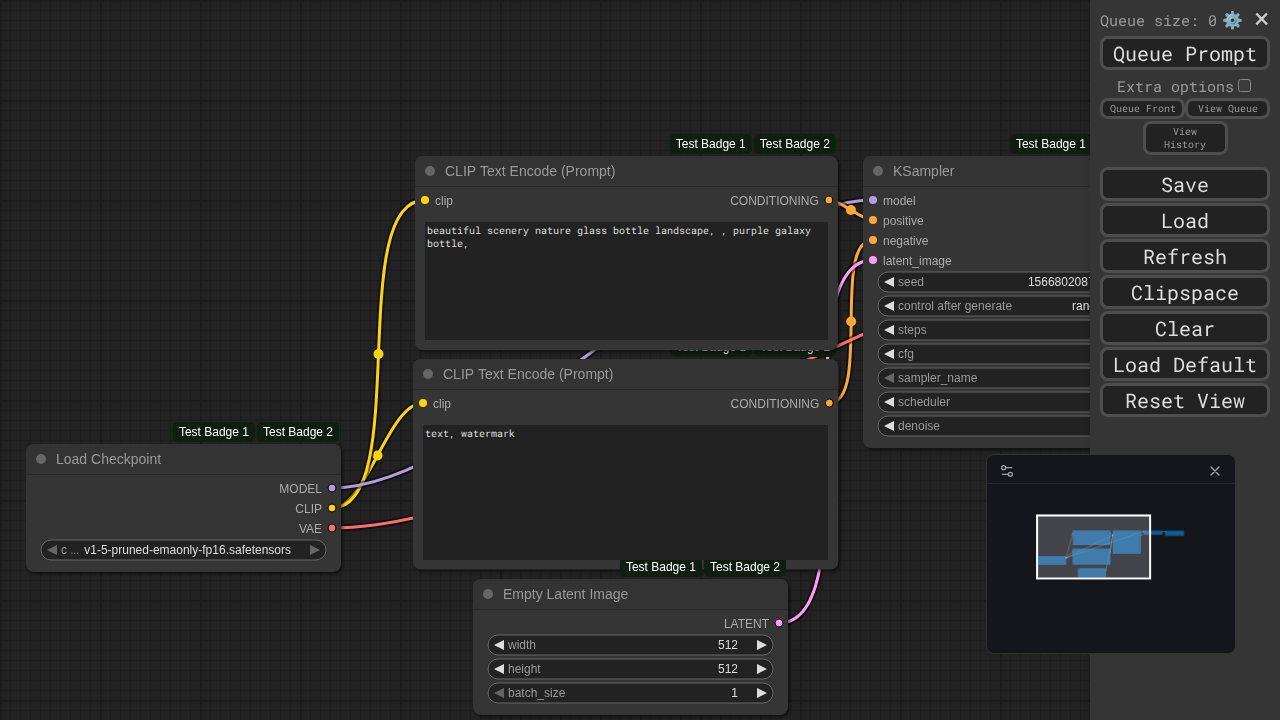 Queue size: 0
Queue Prompt
Extra options
Queue Front
View Queue
View
History
Save
Load
Refresh
Clipspace
Clear
Load Default
Reset View
Test Badge 1
Test Badge 2
CLIP Text Encode (Prompt)
clip
CONDITIONING
beautiful scenery nature glass bottle landscape, , purple galaxy
bottle,
Test Badge 1
KSampler
model
positive
negative
latent_image
seed
1566802087
control after generate
ran
steps
cfg
sampler_name
scheduler
denoise
CLIP Text Encode (Prompt)
clip
CONDITIONING
text, watermark
Test Badge 1
Test Badge 2
Load Checkpoint
MODEL
CLIP
VAE
c ... v1-5-pruned-emaonly-fp16.safetensors
Test Badge 1
Test Badge 2
Empty Latent Image
LATENT
width 512
height 512
batch_size 1